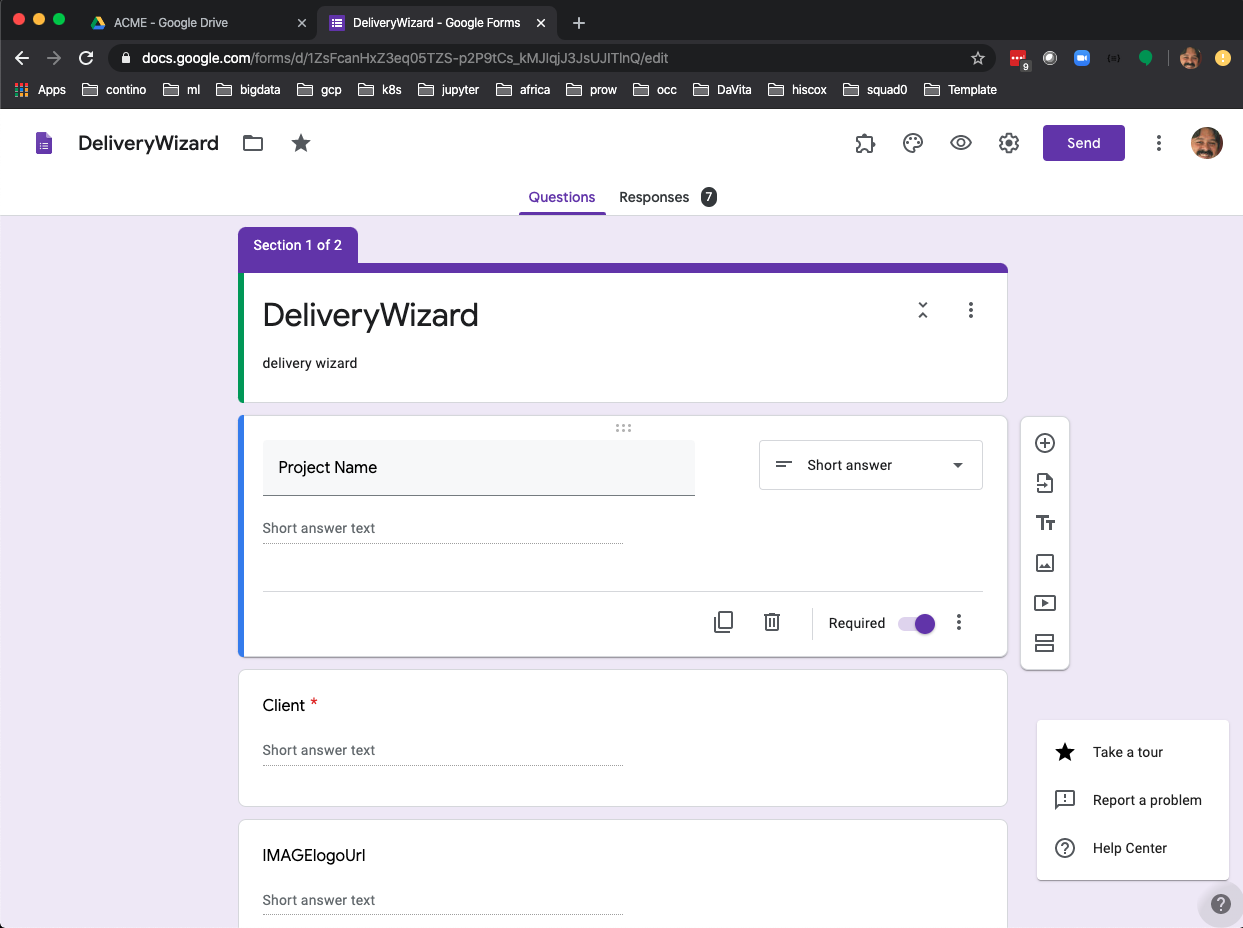 ACME - Google Drive
DeliveryWizard - Google Forms
docs.google.com/forms/d/1ZsFcanHxZ3eq05TZS-p2P9tCs_kMJIqjJ3JsUJITlnQ/edit
9
Apps contino ml bigdata gcp k8s jupyter africa prow occ DaVita hiscox squad0 Template
DeliveryWizard
Send
Questions
Responses 7
Section 1 of 2
DeliveryWizard
delivery wizard
Project Name
Short answer
Short answer text
Required
Client *
Short answer text
IMAGElogoUrl
Short answer text
Take a tour
Report a problem
Help Center